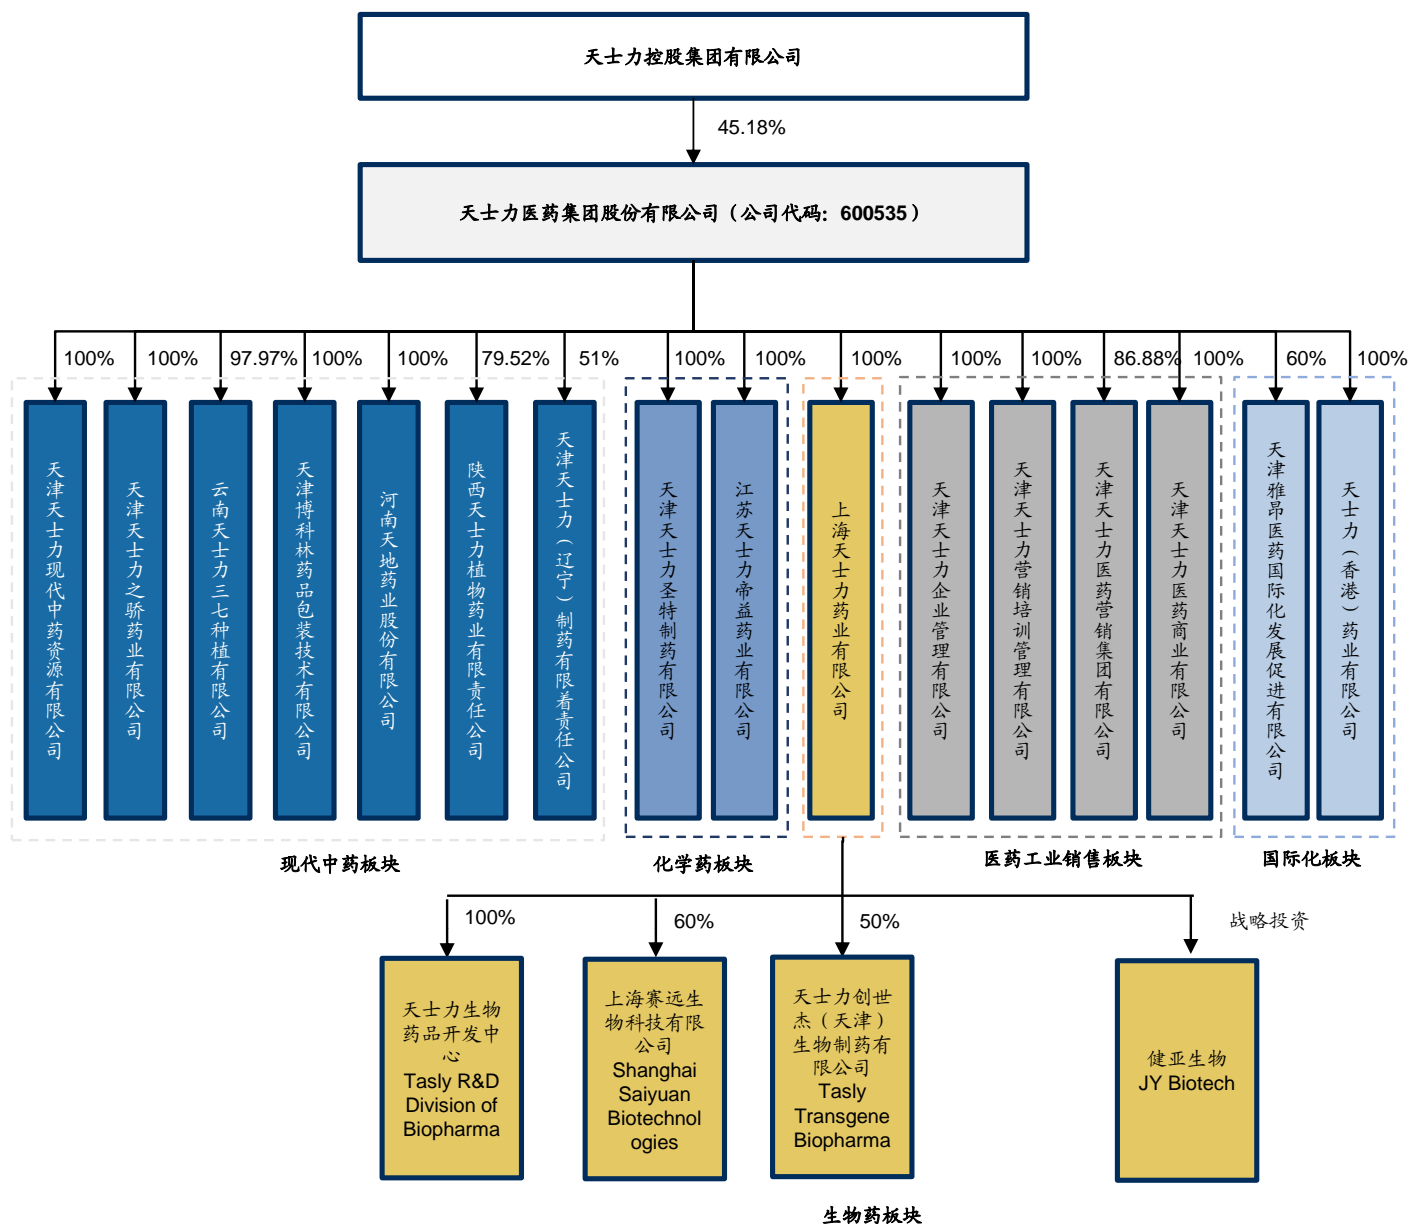 天士力控股集团有限公司
45.18%
天士力医药集团股份有限公司（公司代码：600535）
100%
100%
97.97%
100%
100%
79.52%
51%
100%
100%
100%
100%
100%
86.88%
100%
60%
100%
天津天士力现代中药资源有限公司
天津天士力之骄药业有限公司
云南天士力三七种植有限公司
天津博科林药品包装技术有限公司
河南天地药业股份有限公司
陕西天士力植物药业有限责任公司
天津天士力（辽宁）制药有限着责任公司
天津天士力圣特制药有限公司
江苏天士力帝益药业有限公司
上海天士力药业有限公司
天津天士力企业管理有限公司
天津天士力营销培训管理有限公司
天津天士力医药营销集团有限公司
天津天士力医药商业有限公司
天津雅昂医药国际化发展促进有限公司
天士力（香港）药业有限公司
现代中药板块
化学药板块
医药工业销售板块
国际化板块
100%
60%
50%
战略投资
天士力生物
药品开发中
心
Tasly R&D
Division of
Biopharma
上海赛远生
物科技有限
公司
Shanghai
Saiyuan
Biotechnol
ogies
天士力创世
杰（天津）
生物制药有
限公司
Tasly
Transgene
Biopharma
健亚生物
JY Biotech
生物药板块